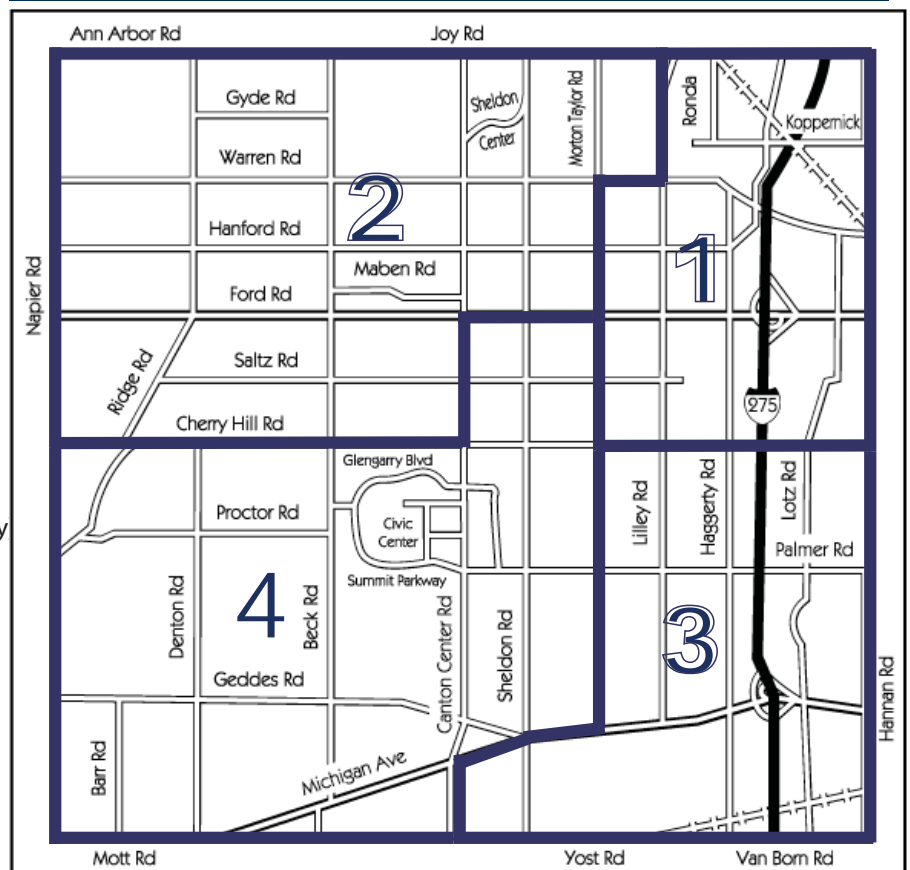 Ann Arbor Rd
Joy Rd
Gyde Rd
Sheldon
Center
Morton Taylor Rd
Ronda
Koppernick
Warren Rd
2
Hanford Rd
1
Maben Rd
Napier Rd
Ford Rd
Ridge Rd
Saltz Rd
275
Cherry Hill Rd
Glengarry Blvd
Lilley Rd
Haggerty Rd
Lotz Rd
Proctor Rd
Civic
Center
y
Palmer Rd
Summit Parkway
Denton Rd
4
Beck Rd
Canton Center Rd
Sheldon Rd
3
Geddes Rd
Hannan Rd
Barr Rd
Michigan Ave
Mott Rd
Yost Rd
Van Born Rd